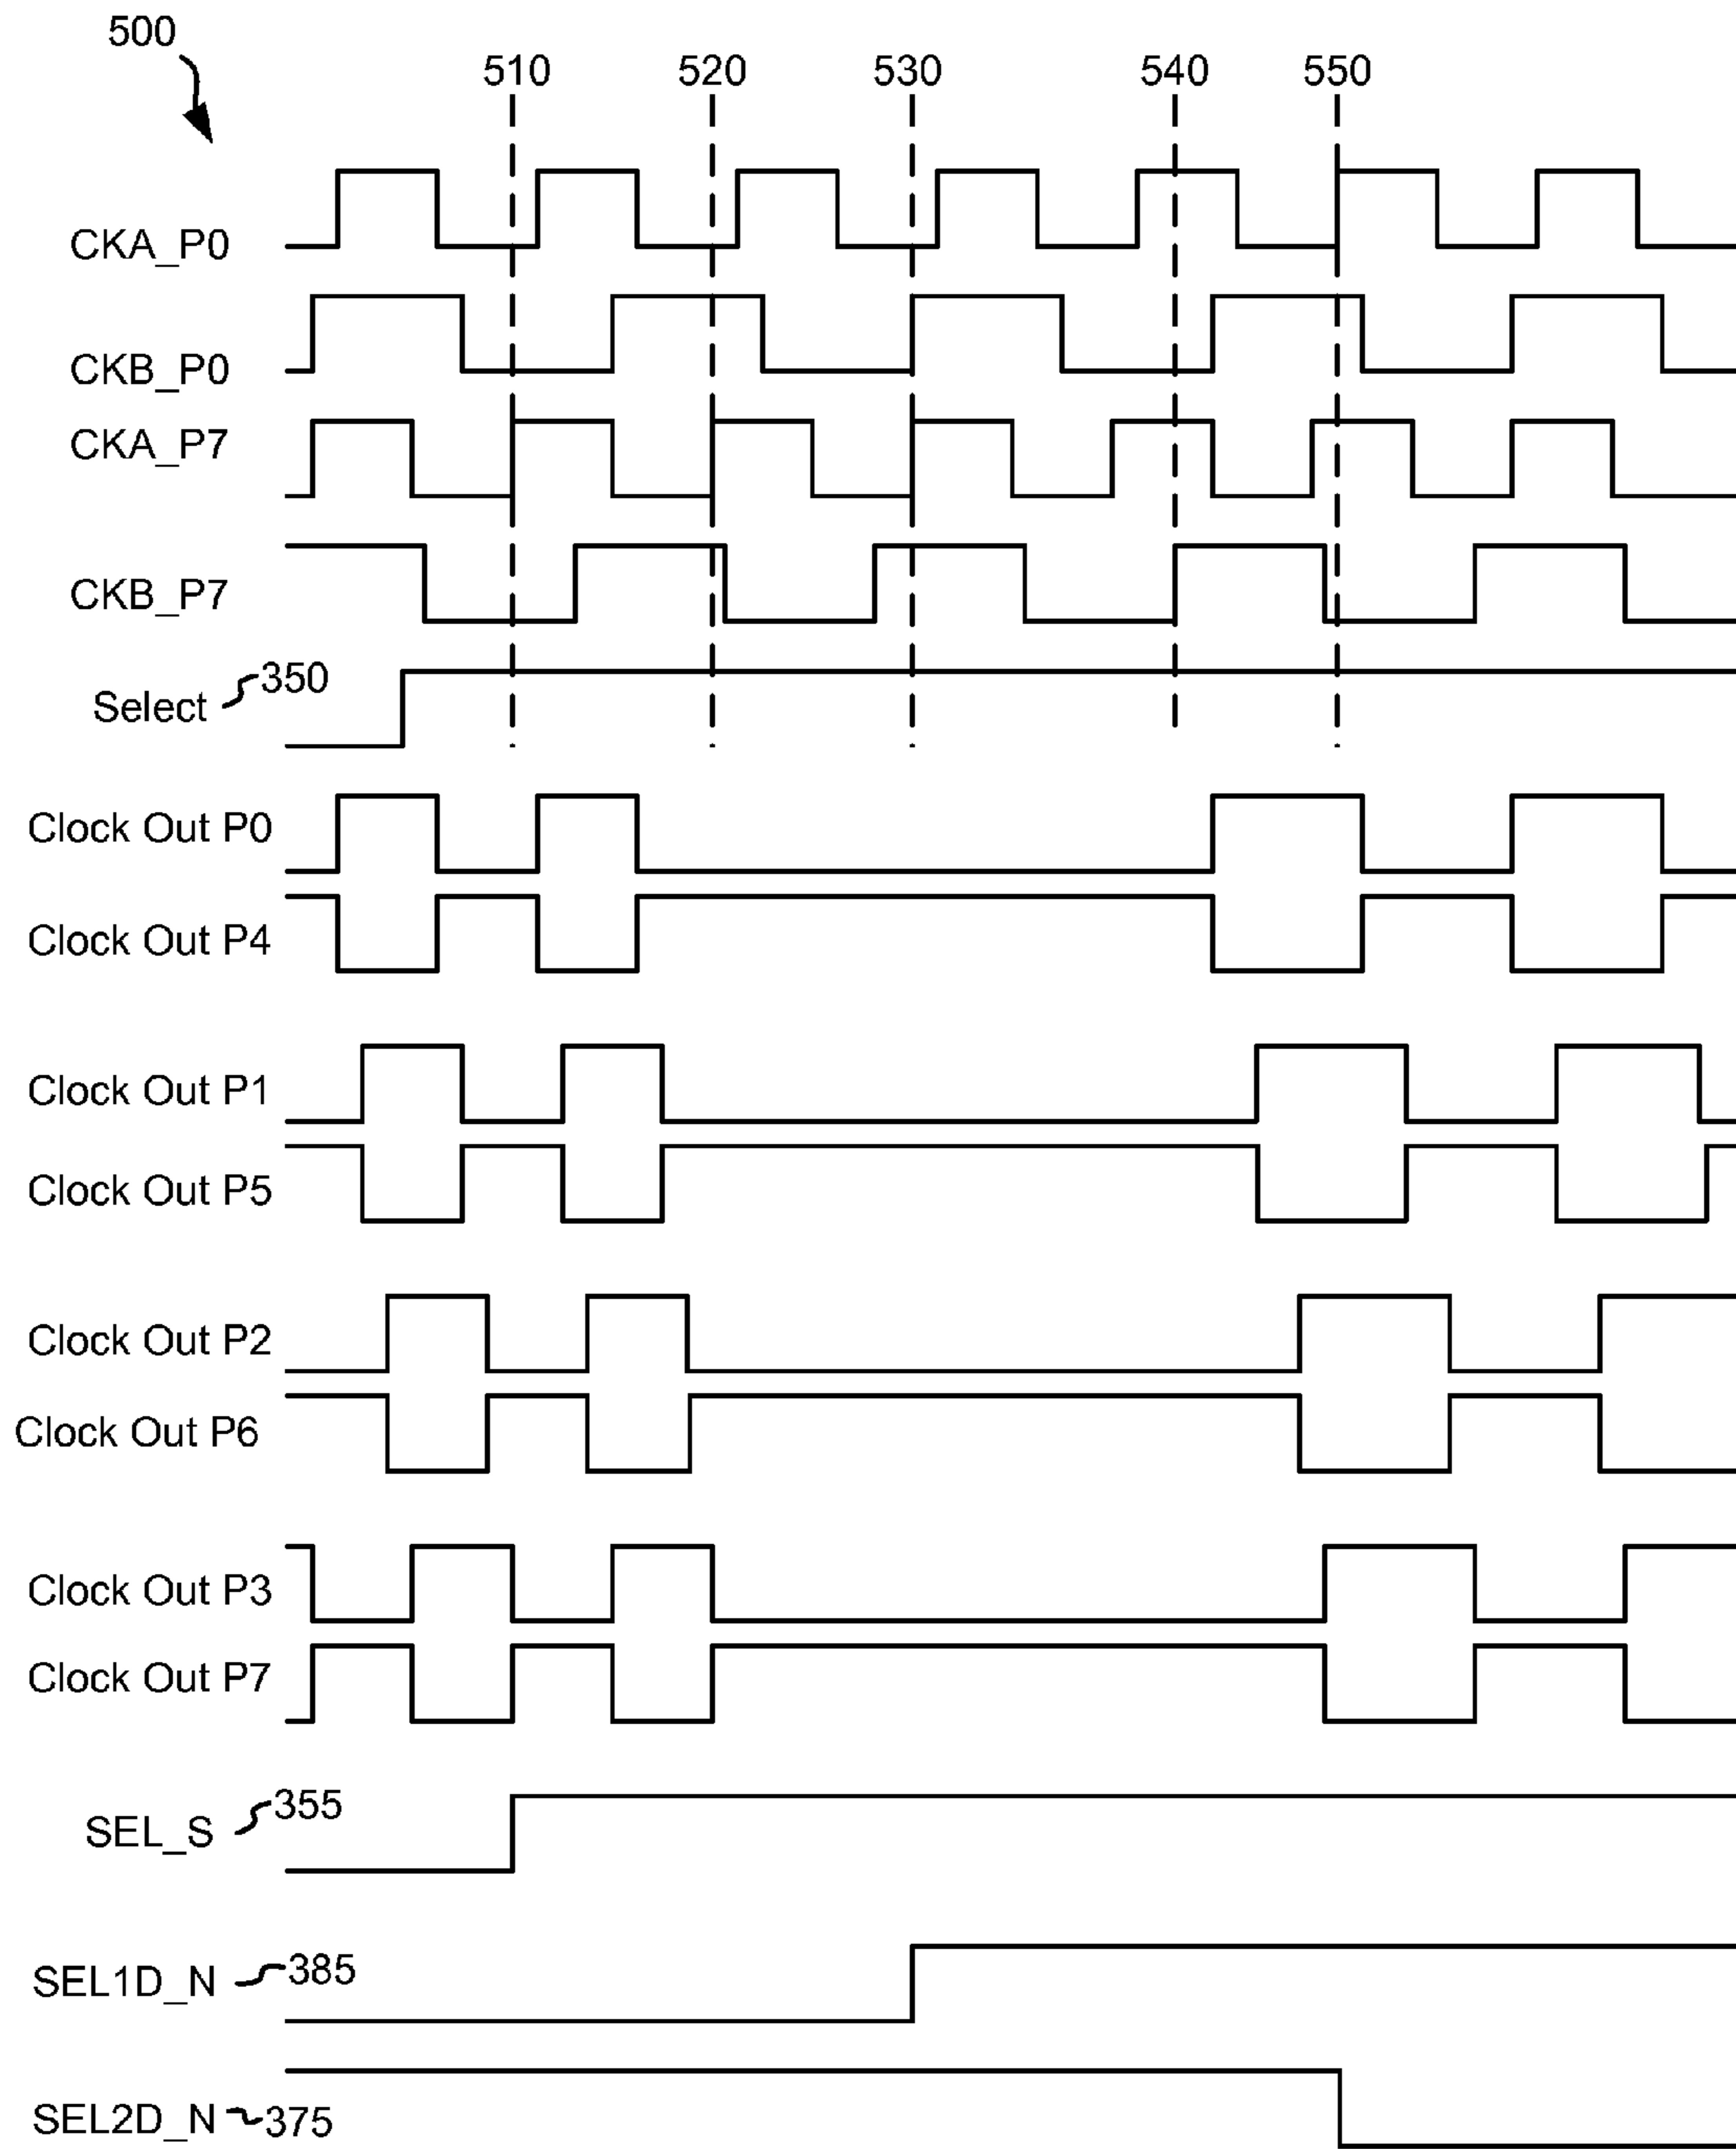 500
510 520 530 540 550
CKA_P0
CKB_P0
CKA_P7
CKB_P7
Select 350
Clock Out P0
Clock Out P4
Clock Out P1
Clock Out P5
Clock Out P2
Clock Out P6
Clock Out P3
Clock Out P7
SEL_S 355
SEL1D_N 385
SEL2D_N 375